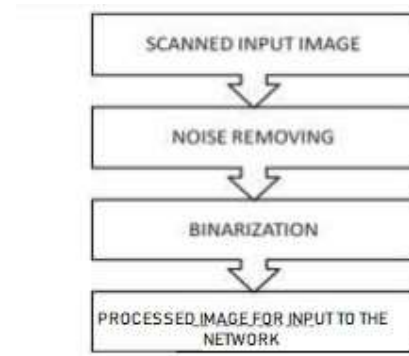 SCANNED INPUT IMAGE
NOISE REMOVING
BINARIZATION
PROCESSED IMAGE FOR INPUT TO THE
NETWORK